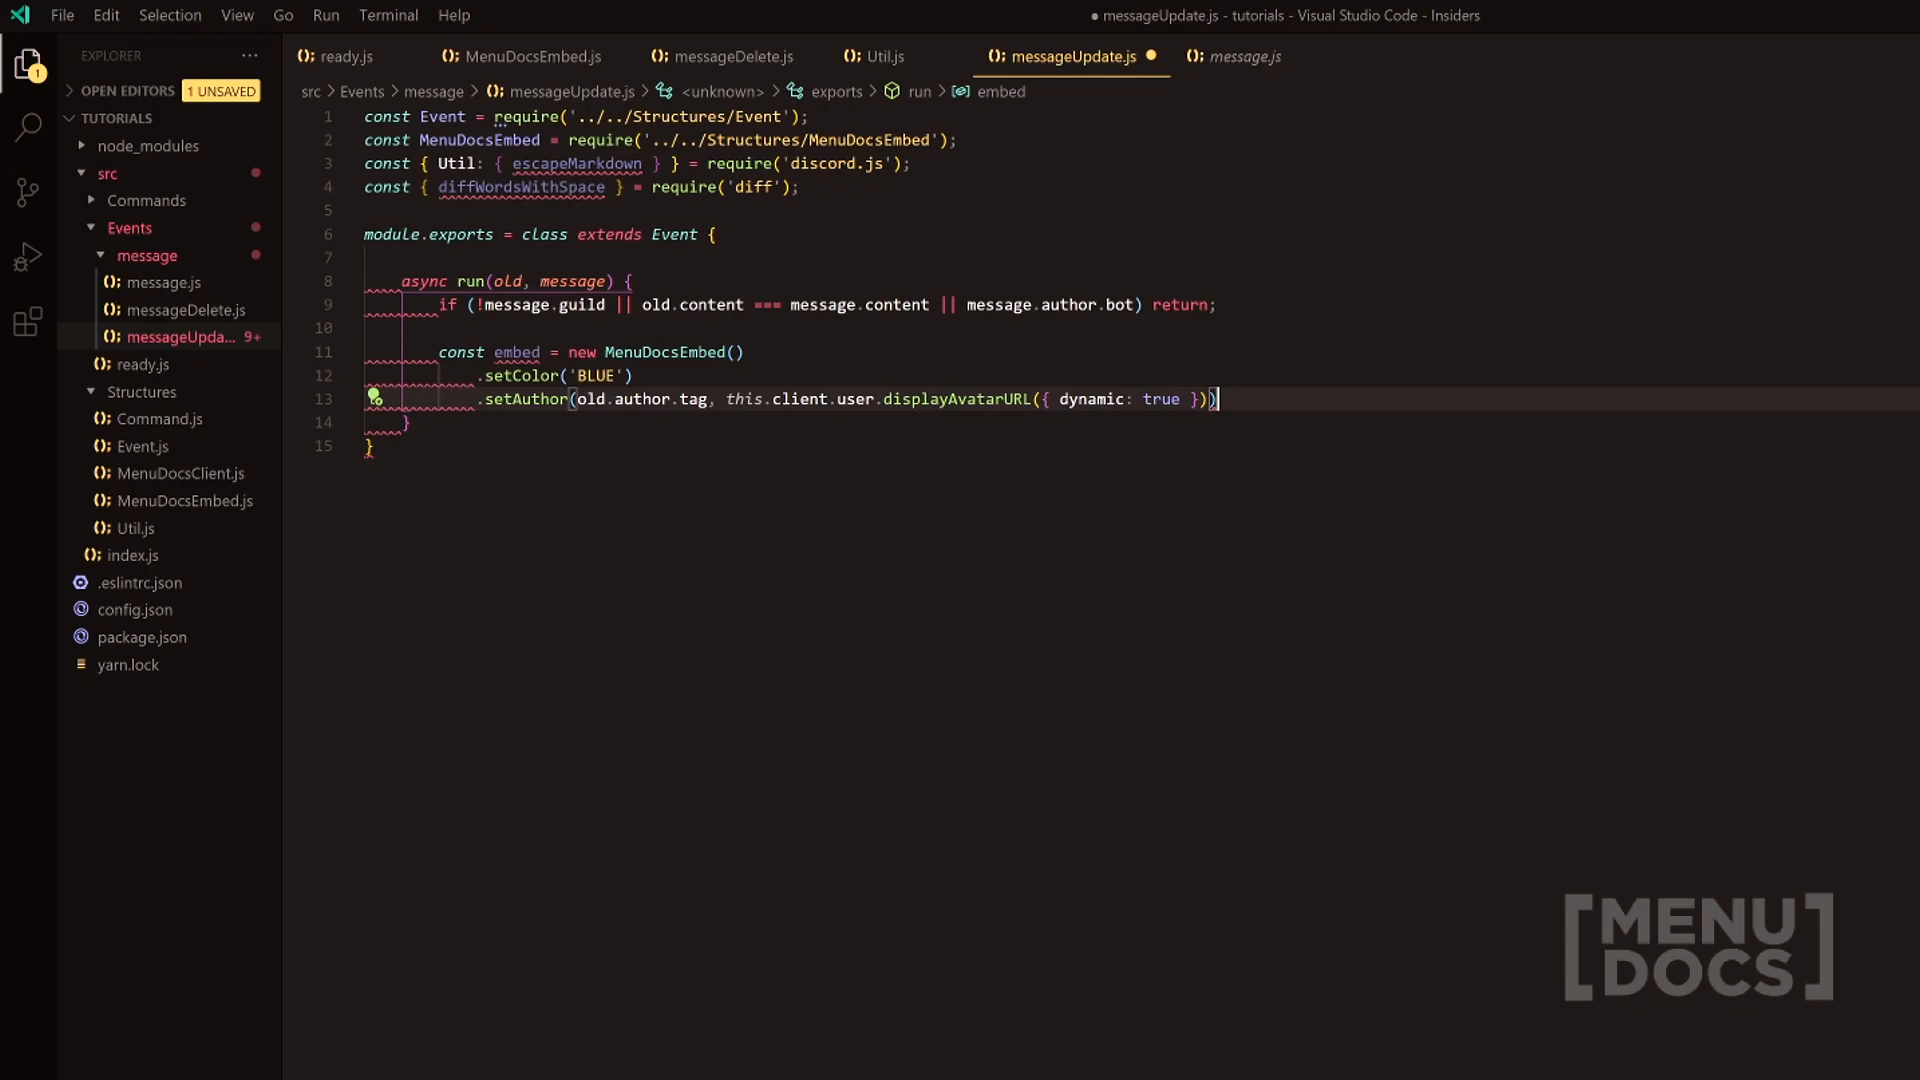 File Edit Selection View Go Run Terminal Help
● messageUpdate.js - tutorials - Visual Studio Code - Insiders
EXPLORER ···
1
OPEN EDITORS 1 UNSAVED
TUTORIALS
node_modules
src
Commands
Events
message
message.js
messageDelete.js
messageUpda... 9+
ready.js
Structures
Command.js
Event.js
MenuDocsClient.js
MenuDocsEmbed.js
Util.js
index.js
.eslintrc.json
config.json
package.json
yarn.lock
ready.js MenuDocsEmbed.js messageDelete.js Util.js messageUpdate.js message.js
src > Events > message > messageUpdate.js > <unknown> > exports > run > embed
1 const Event = require('../../Structures/Event');
2 const MenuDocsEmbed = require('../../Structures/MenuDocsEmbed');
3 const { Util: { escapeMarkdown } } = require('discord.js');
4 const { diffWordsWithSpace } = require('diff');
5
6 module.exports = class extends Event {
7
8 async run(old, message) {
9 if (!message.guild || old.content === message.content || message.author.bot) return;
10
11 const embed = new MenuDocsEmbed()
12 .setColor('BLUE')
13 .setAuthor(old.author.tag, this.client.user.displayAvatarURL({ dynamic: true }))
14 }
15 }
[MENU
DOCS]